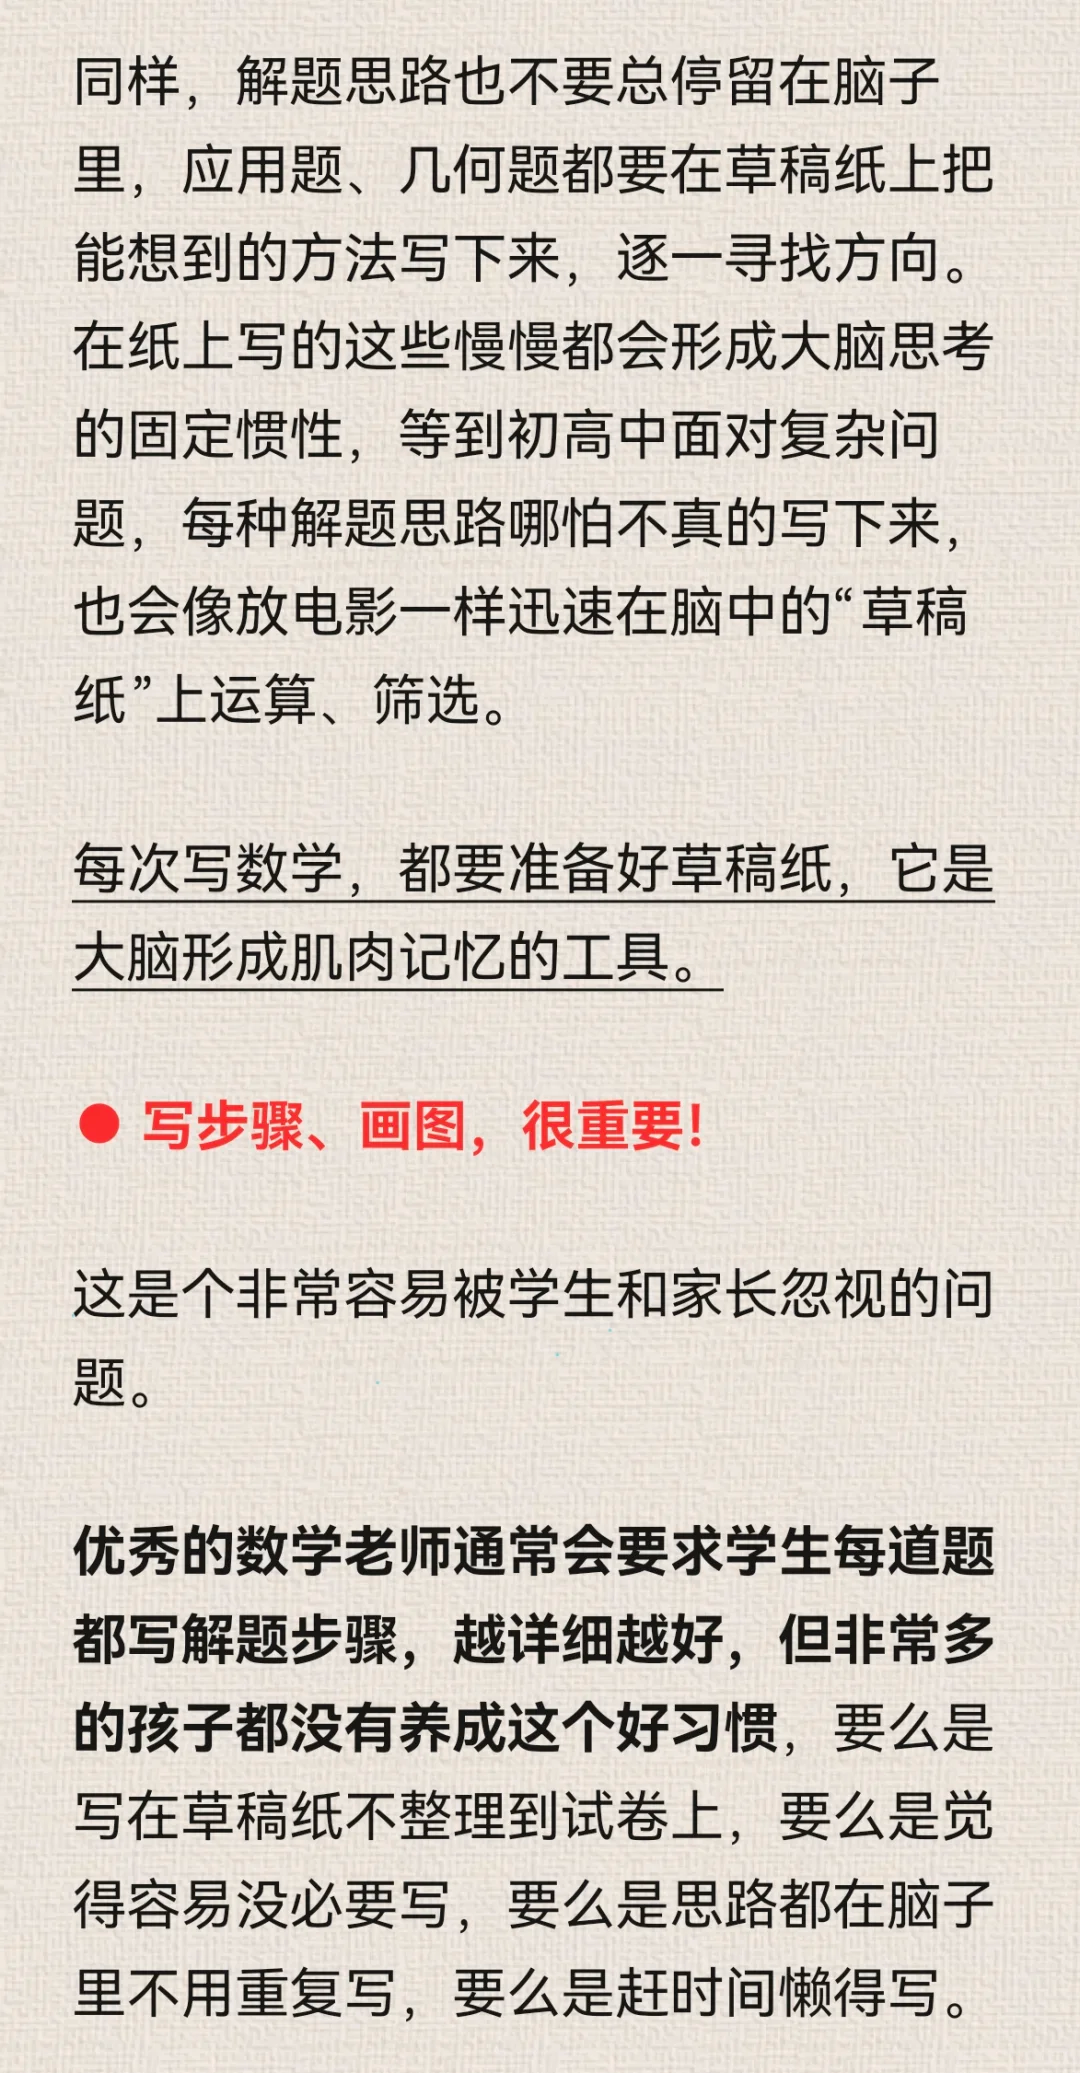 同样，解题思路也不要总停留在脑子
里，应用题、几何题都要在草稿纸上把
能想到的方法写下来，逐一寻找方向。
在纸上写的这些慢慢都会形成大脑思考
的固定惯性，等到初高中面对复杂问
题，每种解题思路哪怕不真的写下来，
也会像放电影一样迅速在脑中的“草稿
纸”上运算、筛选。
每次写数学，都要准备好草稿纸，它是
大脑形成肌肉记忆的工具。
● 写步骤、画图，很重要！
这是个非常容易被学生和家长忽视的问
题。
优秀的数学老师通常会要求学生每道题
都写解题步骤，越详细越好，但非常多
的孩子都没有养成这个好习惯，要么是
写在草稿纸不整理到试卷上，要么是觉
得容易没必要写，要么是思路都在脑子
里不用重复写，要么是赶时间懒得写。